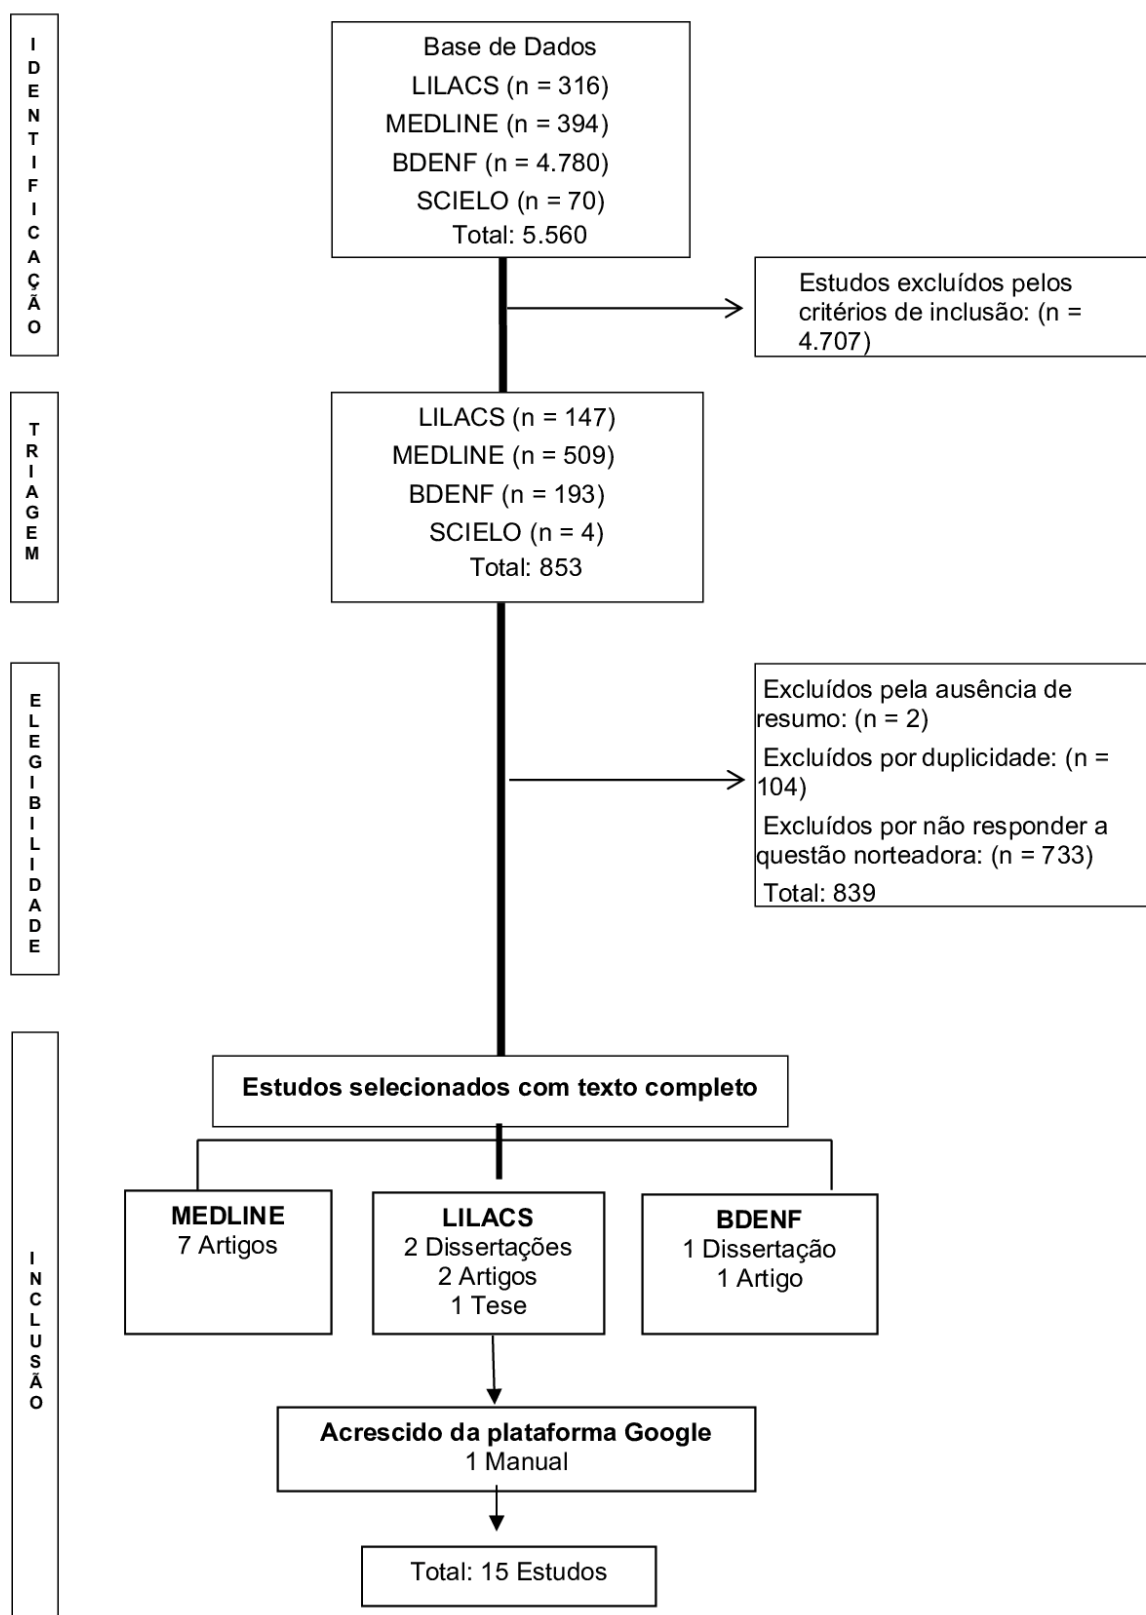 IDENTIFICAÇÃO
Base de Dados
LILACS (n = 316)
MEDLINE (n = 394)
BDENF (n = 4.780)
SCIELO (n = 70)
Total: 5.560
Estudos excluídos pelos
critérios de inclusão: (n =
4.707)
TRIAGEM
LILACS (n = 147)
MEDLINE (n = 509)
BDENF (n = 193)
SCIELO (n = 4)
Total: 853
ELEGIBILIDADE
Excluídos pela ausência de
resumo: (n = 2)
Excluídos por duplicidade: (n =
104)
Excluídos por não responder a
questão norteadora: (n = 733)
Total: 839
INCLUSÃO
Estudos selecionados com texto completo
MEDLINE
7 Artigos
LILACS
2 Dissertações
2 Artigos
1 Tese
BDENF
1 Dissertação
1 Artigo
Acrescido da plataforma Google
1 Manual
Total: 15 Estudos